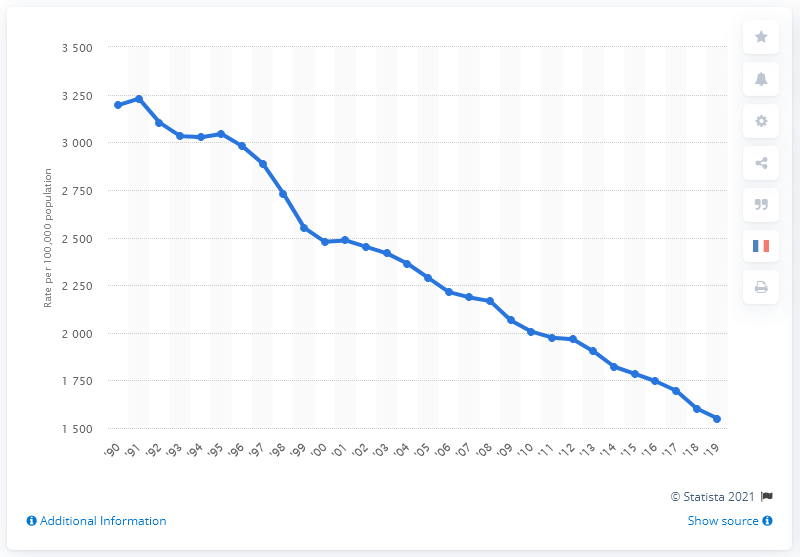 3 500
3 250
3 000
2 750
2 500
2 250
2 000
1 750
1 500
Rate per 100,000 population
'90 '91 '92 '93 '94 '95 '96 '97 '98 '99 '00 '01 '02 '03 '04 '05 '06 '07 '08 '09 '10 '11 '12 '13 '14 '15 '16 '17 '18 '19
© Statista 2021
Additional Information
Show source